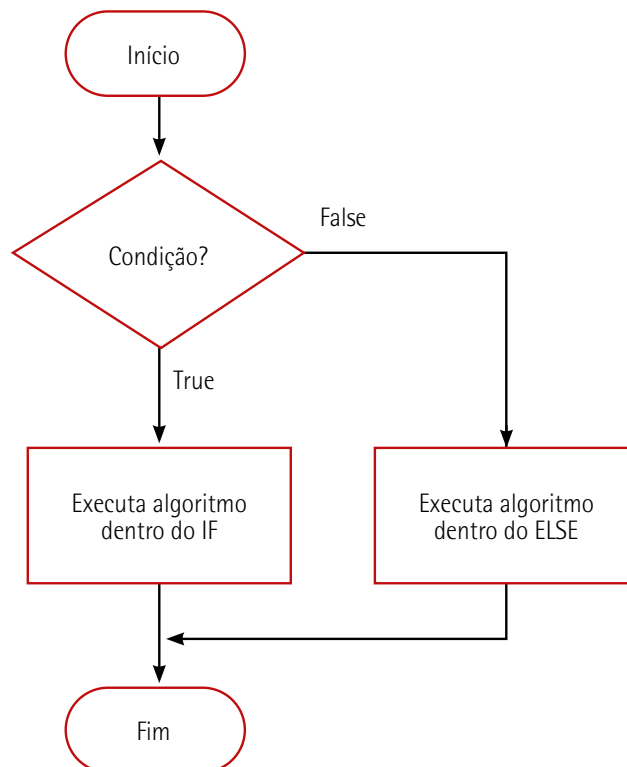 Início
False
Condição?
True
Executa algoritmo
dentro do IF
Executa algoritmo
dentro do ELSE
Fim